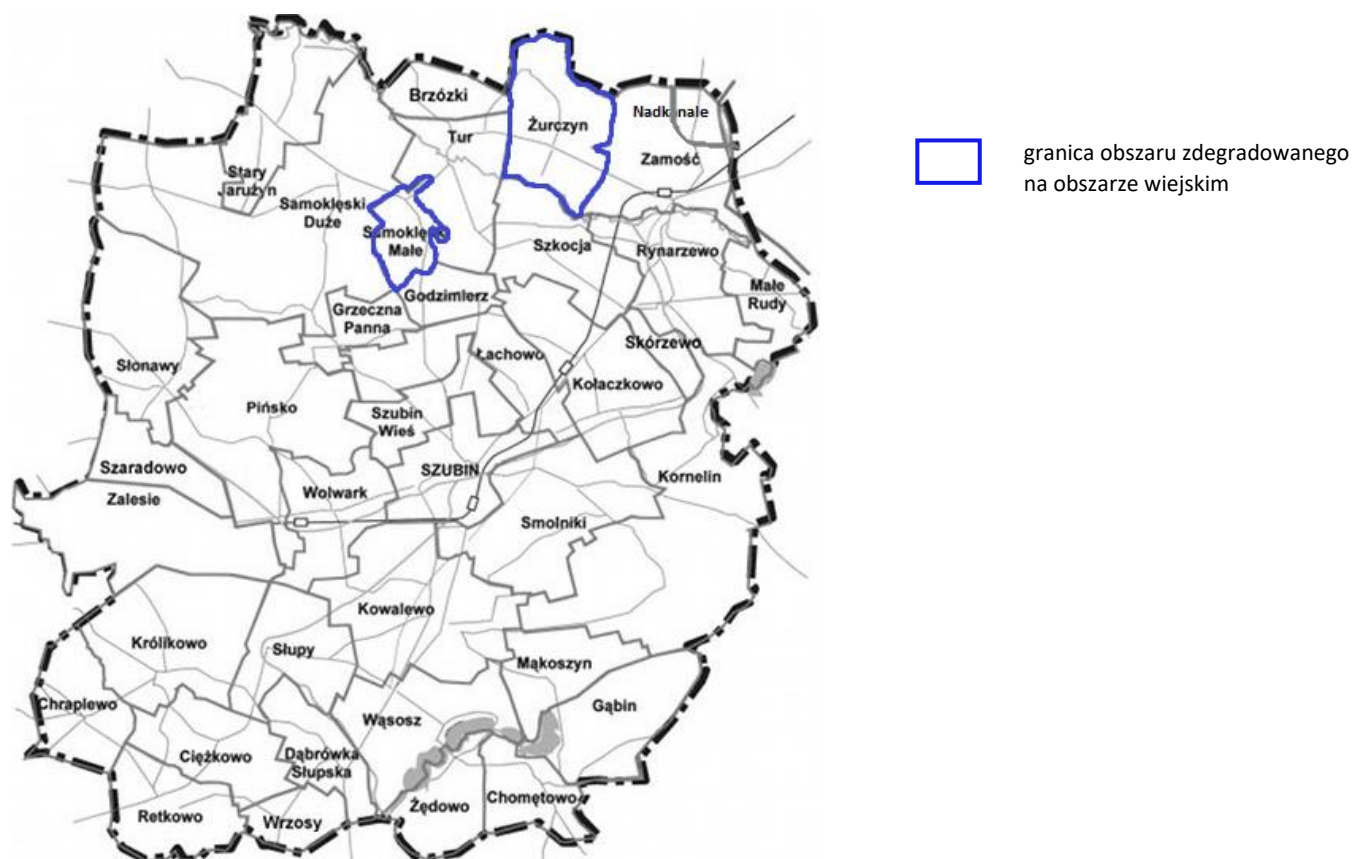 Brzózki
Żurczyn
Nadkanale
Tur
Zamość
Stary
Jarużyn
Samoklęski
Duże
Samoklęski
Małe
Szkocja
Rynarzewo
Małe
Rudy
Godzimierz
Grzeczna
Panna
Słonawy
Łachowo
Skórzewo
Kołaczkowo
Pińsko
Szubin
Wieś
Szaradowo
SZUBIN
Kornelin
Zalesie
Wolwark
Smolniki
Kowalewo
Królikowo
Słupy
Mąkoszyn
Chraplewo
Gąbin
Wąsosz
Ciężkowo
Dąbrówka
Słupska
Żędowo
Chomętowo
Retkowo
Wrzosy
granica obszaru zdegradowanego
na obszarze wiejskim